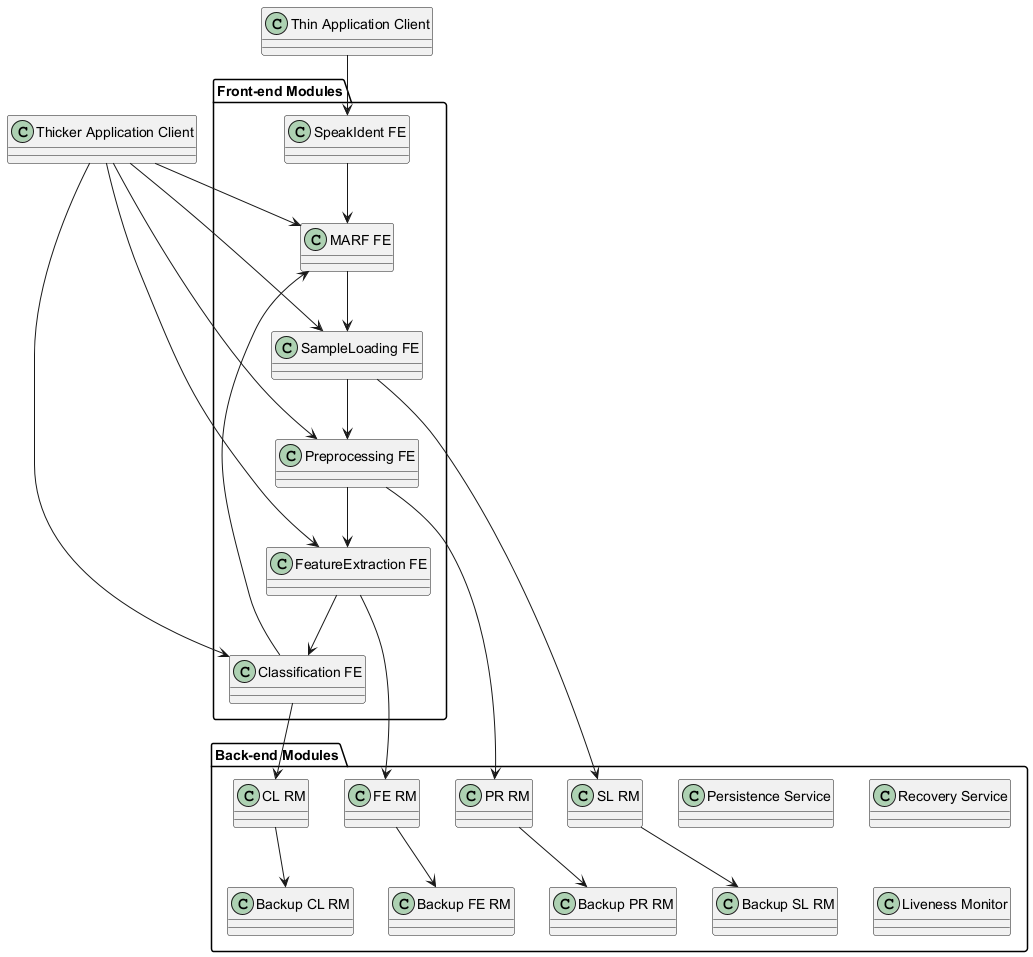 C Thin Application Client
Front-end Modules
C Thicker Application Client
C SpeakIdent FE
C MARF FE
C SampleLoading FE
C Preprocessing FE
C FeatureExtraction FE
C Classification FE
Back-end Modules
C CL RM
C FE RM
C PR RM
C SL RM
C Persistence Service
C Recovery Service
C Backup CL RM
C Backup FE RM
C Backup PR RM
C Backup SL RM
C Liveness Monitor